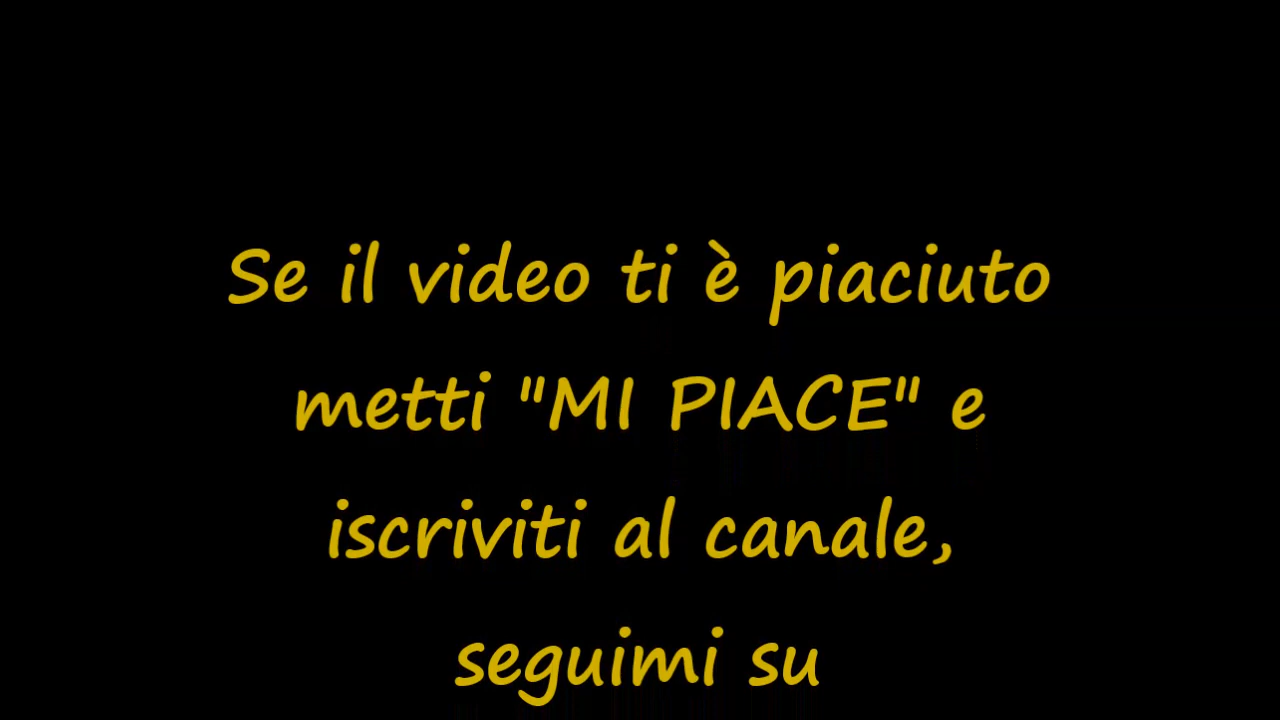 Se il video ti è piaciuto
metti "MI PIACE" e
iscriviti al canale,
seguimi su